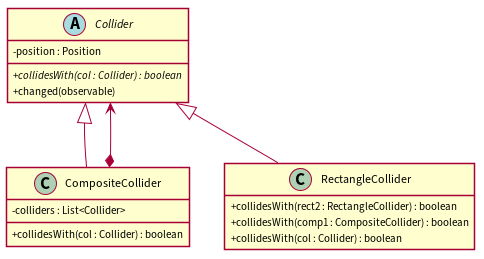 A Collider
-position : Position
+collidesWith(col : Collider) : boolean
+changed(observable)
C CompositeCollider
-colliders : List<Collider>
+collidesWith(col : Collider) : boolean
C RectangleCollider
+collidesWith(rect2 : RectangleCollider) : boolean
+collidesWith(comp1 : CompositeCollider) : boolean
+collidesWith(col : Collider) : boolean